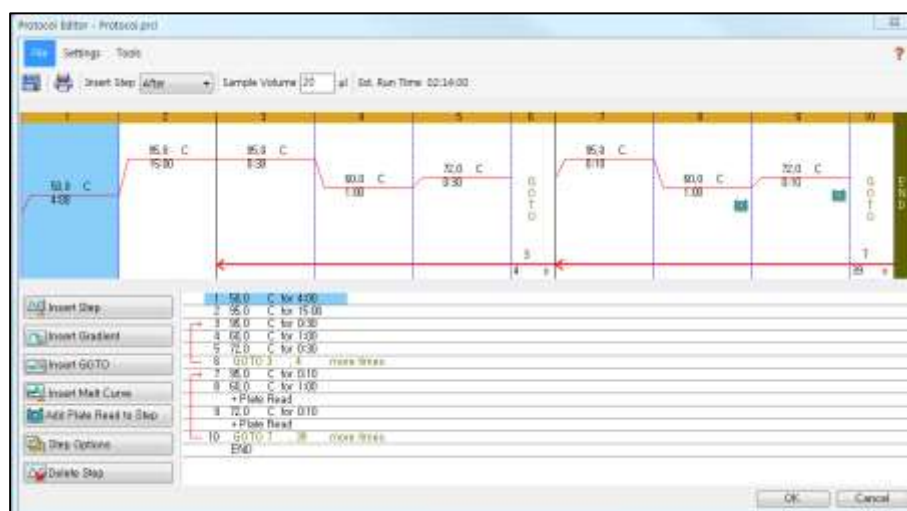 Protocol Editor - Protocol.prcl
File Settings Tools
?
Insert Step After Sample Volume 20 µl Est. Run Time 02:14:00
1 2 3 4 5 6 7 8 9 10
95,0 C 95,0 C 95,0 C
15:00 0:30 0:10
72,0 C 72,0 C
0:30 0:10
60,0 C 60,0 C
1:00 1:00
50,0 C
4:00
GOTO GOTO END
3 7
4 x 39 x
Insert Step
Insert Gradient
Insert GOTO
Insert Melt Curve
Add Plate Read to Step
Step Options
Delete Step
1 50,0 C for 4:00
2 95,0 C for 15:00
3 95,0 C for 0:30
4 60,0 C for 1:00
5 72,0 C for 0:30
6 GOTO 3 , 4 more times
7 95,0 C for 0:10
8 60,0 C for 1:00
+ Plate Read
9 72,0 C for 0:10
+ Plate Read
10 GOTO 7 , 39 more times
END
OK Cancel